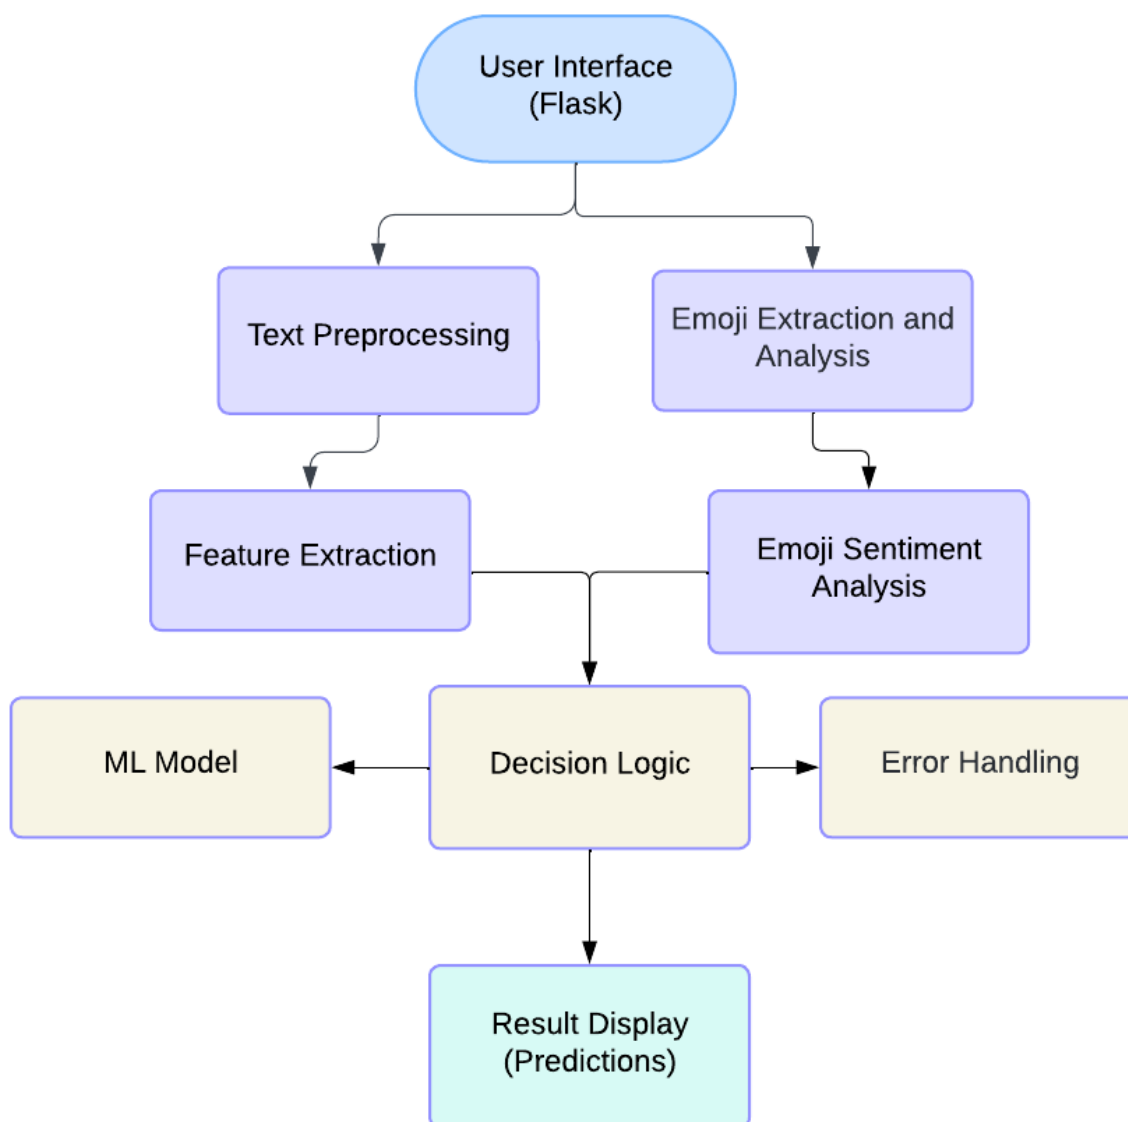 User Interface
(Flask)
Text Preprocessing
Emoji Extraction and
Analysis
Feature Extraction
Emoji Sentiment
Analysis
ML Model
Decision Logic
Error Handling
Result Display
(Predictions)